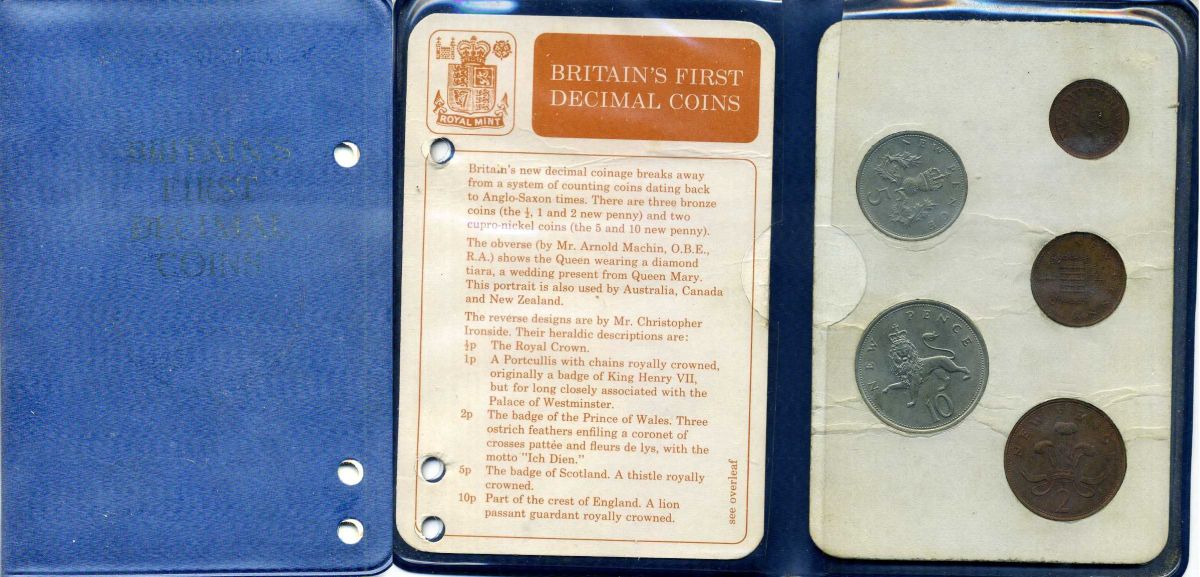 BRITAIN'S
FIRST
DECIMAL
COINS
ROYAL MINT
BRITAIN'S FIRST
DECIMAL COINS
Britain's new decimal coinage breaks away
from a system of counting coins dating back
to Anglo-Saxon times. There are three bronze
coins (the ½, 1 and 2 new penny) and two
cupro-nickel coins (the 5 and 10 new penny).
The obverse (by Mr. Arnold Machin, O.B.E.,
R.A.) shows the Queen wearing a diamond
tiara, a wedding present from Queen Mary.
This portrait is also used by Australia, Canada
and New Zealand.
The reverse designs are by Mr. Christopher
Ironside. Their heraldic descriptions are:
½p The Royal Crown.
1p A Portcullis with chains royally crowned,
originally a badge of King Henry VII,
but for long closely associated with the
Palace of Westminster.
2p The badge of the Prince of Wales. Three
ostrich feathers enfiling a coronet of
crosses pattée and fleurs de lys, with the
motto "Ich Dien."
5p The badge of Scotland. A thistle royally
crowned.
10p Part of the crest of England. A lion
passant guardant royally crowned.
see overleaf
NEW PENCE
5
NEW PENCE
10
2